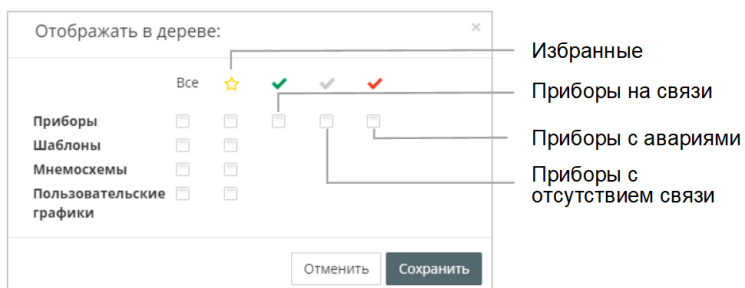 Отображать в дереве:
×
Избранные
Все
Приборы на связи
Приборы
Шаблоны
Приборы с авариями
Мнемосхемы
Приборы с
отсутствием связи
Пользовательские
графики
Отменить
Сохранить